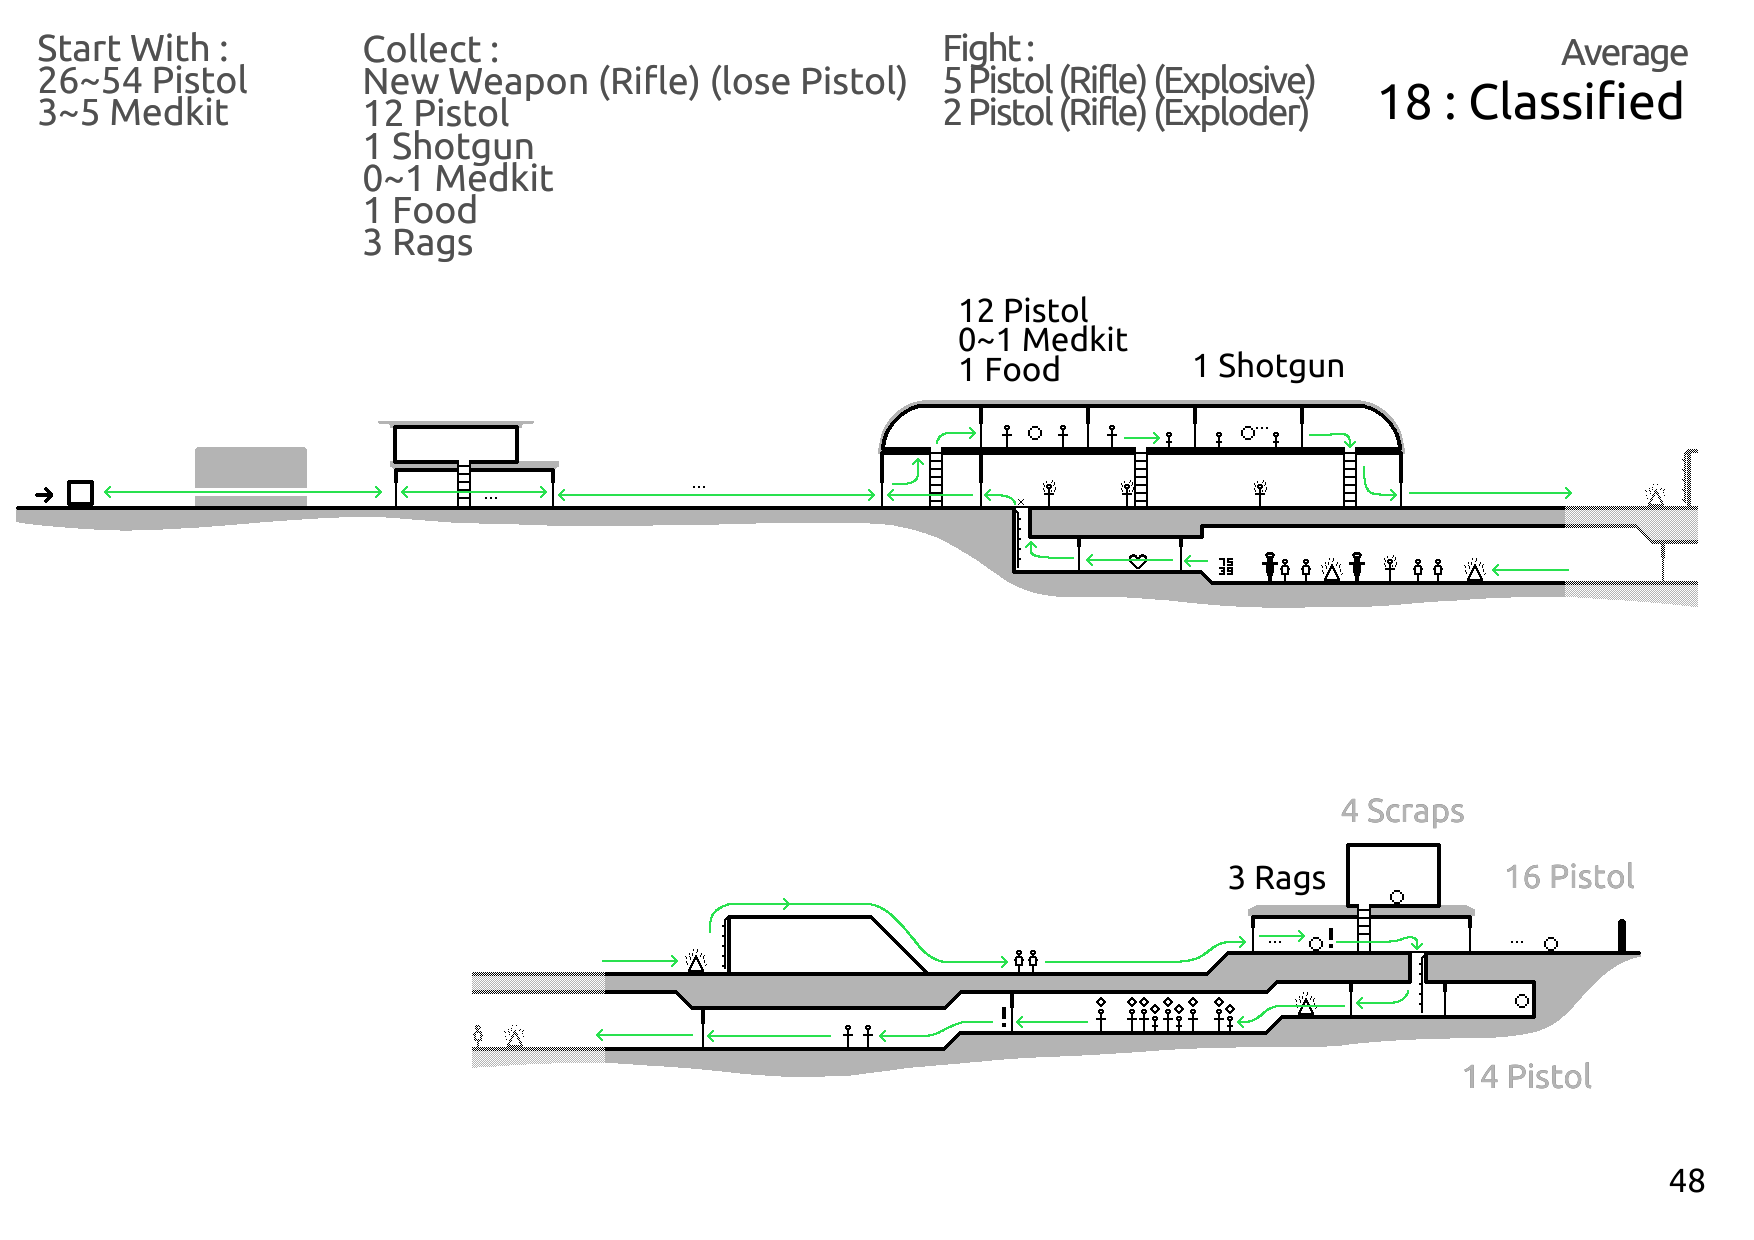 Start With :
26~54 Pistol
3~5 Medkit
Collect :
New Weapon (Rifle) (lose Pistol)
12 Pistol
1 Shotgun
0~1 Medkit
1 Food
3 Rags
Fight :
5 Pistol (Rifle) (Explosive)
2 Pistol (Rifle) (Exploder)
Average
18 : Classified
12 Pistol
0~1 Medkit
1 Food
1 Shotgun
...
...
...
15
39
4 Scraps
3 Rags
16 Pistol
...
!
...
!
14 Pistol
48